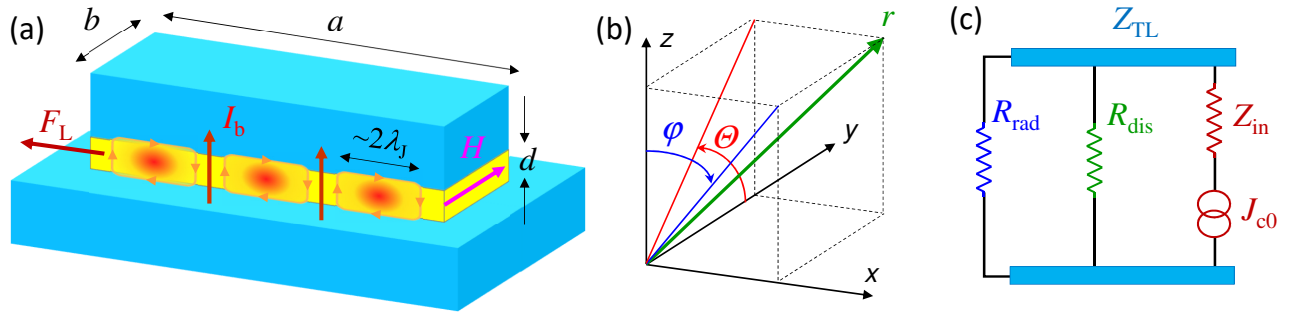 (a)
b
a
F_L
I_b
~2λ_J
H
d
(b)
z
r
φ
Θ
y
x
(c)
Z_TL
R_rad
R_dis
Z_in
J_c0